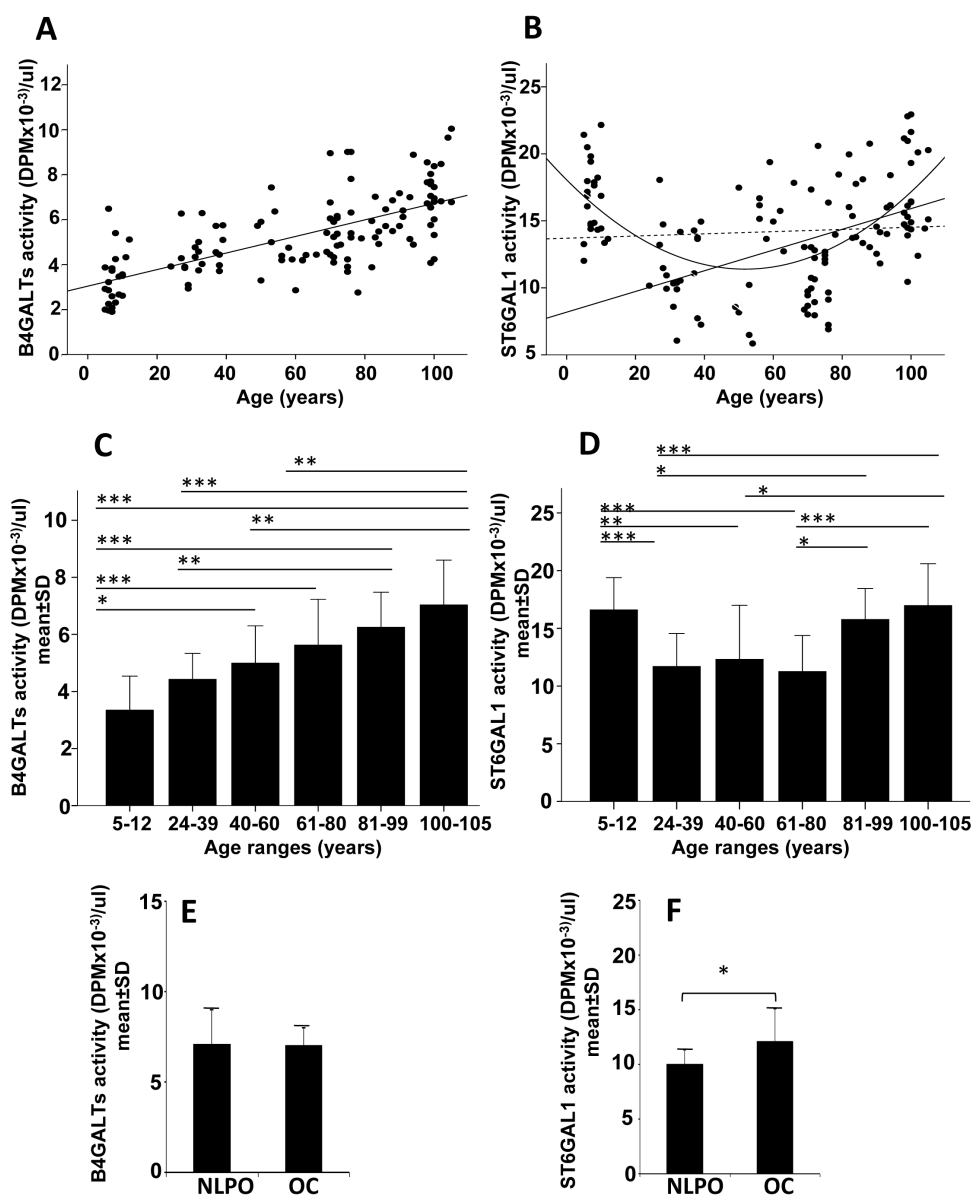 A
B4GALTs activity (DPMx10-3)/ul)
12
10
8
6
4
2
0
0 20 40 60 80 100
Age (years)
B
ST6GAL1 activity (DPMx10-3)/ul)
25
20
15
10
5
0 20 40 60 80 100
Age (years)
C
B4GALTs activity (DPMx10-3)/ul)
mean±SD
10
8
6
4
2
0
**
***
***
**
***
**
***
*
5-12 24-39 40-60 61-80 81-99 100-105
Age ranges (years)
D
ST6GAL1 activity (DPMx10-3)/ul)
mean±SD
25
20
15
10
5
0
***
*
*
***
**
***
***
*
5-12 24-39 40-60 61-80 81-99 100-105
Age ranges (years)
E
B4GALTs activity (DPMx10-3)/ul)
mean±SD
15
10
5
0
NLPO OC
F
ST6GAL1 activity (DPMx10-3)/ul)
mean±SD
25
20
15
10
5
0
*
NLPO OC